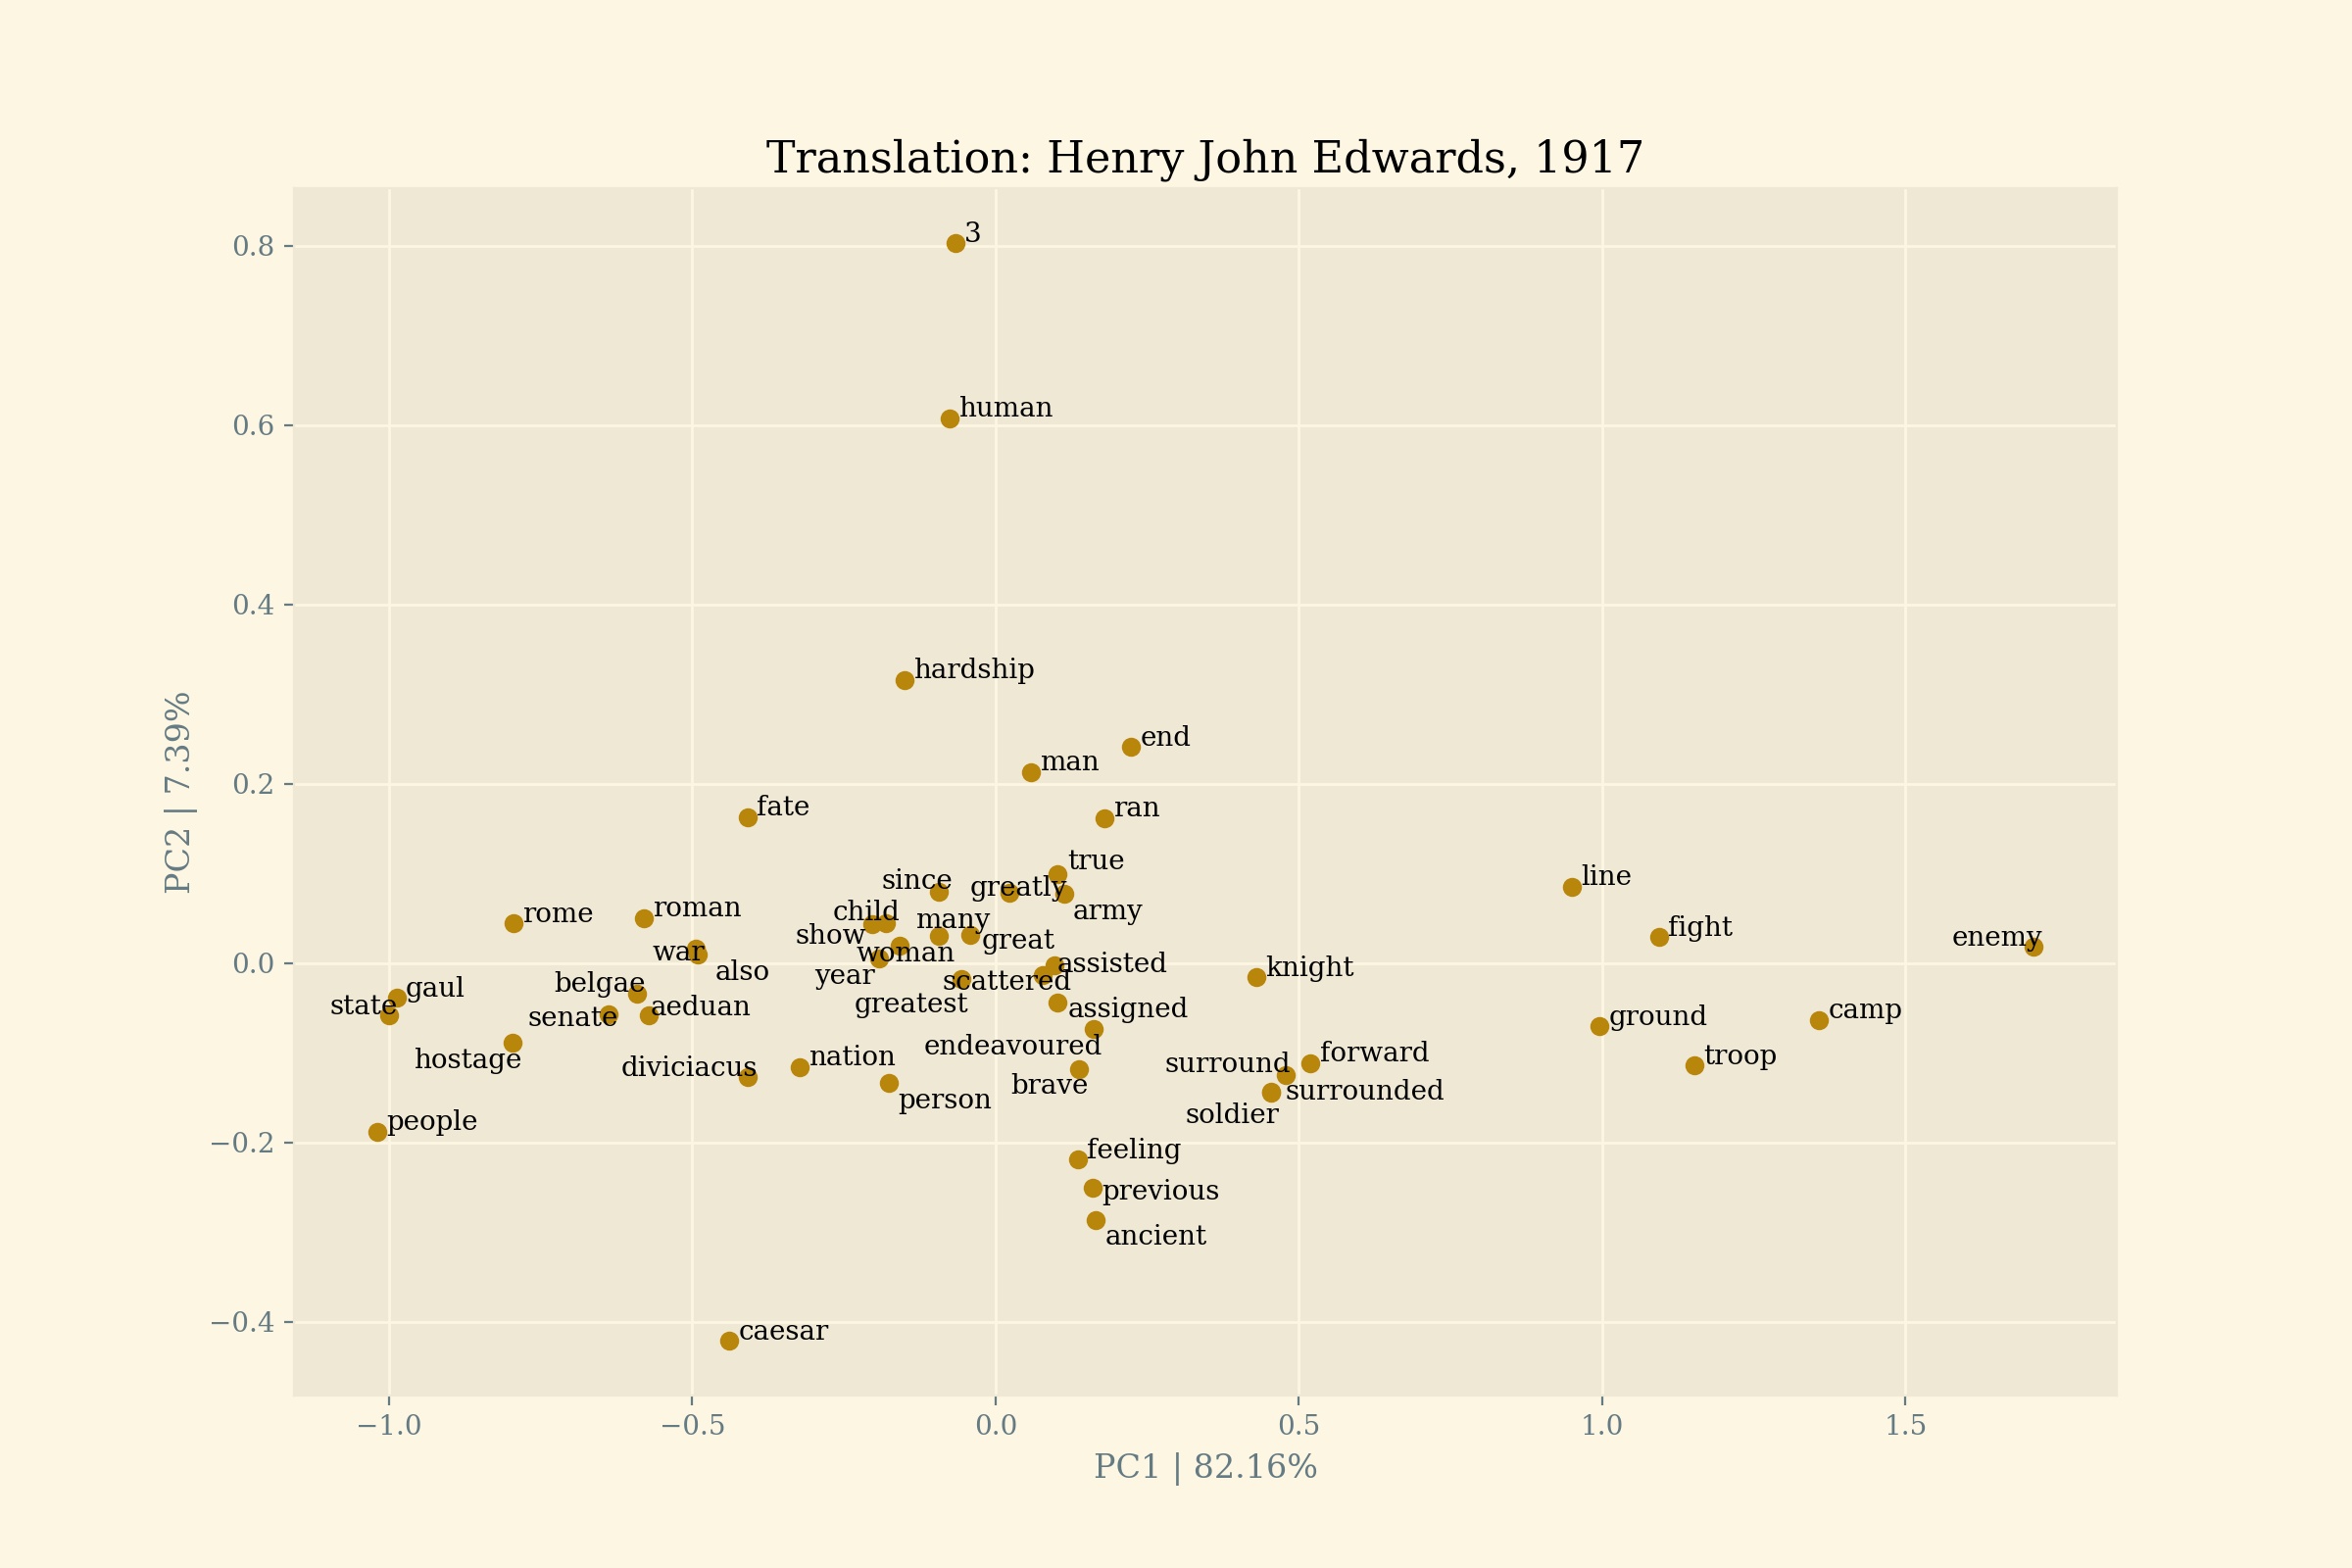 Translation: Henry John Edwards, 1917
0.8
0.6
0.4
0.2
0.0
−0.2
−0.4
PC2 | 7.39%
3
human
hardship
end
man
fate
ran
true
since
greatly
line
rome
roman
child
many
army
fight
show
great
enemy
war
woman
also
year
assisted
knight
belgae
scattered
gaul
state
senate
aeduan
greatest
assigned
ground
camp
hostage
diviciacus
nation
endeavoured
surround
forward
troop
person
brave
surrounded
soldier
people
feeling
previous
ancient
caesar
−1.0 −0.5 0.0 0.5 1.0 1.5
PC1 | 82.16%